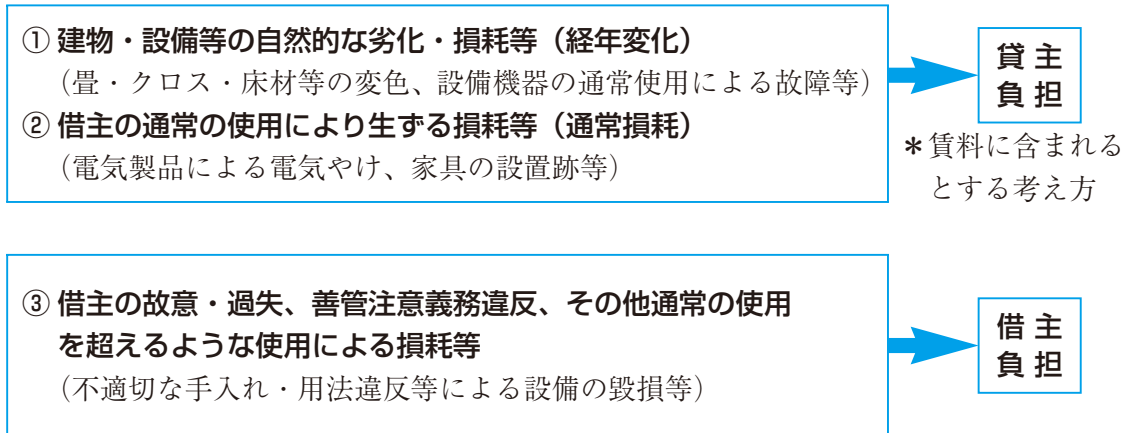 ① 建物・設備等の自然的な劣化・損耗等（経年変化）
（畳・クロス・床材等の変色、設備機器の通常使用による故障等）
② 借主の通常の使用により生ずる損耗等（通常損耗）
（電気製品による電気やけ、家具の設置跡等）
貸主
負担
＊賃料に含まれる
とする考え方
③ 借主の故意・過失、善管注意義務違反、その他通常の使用
を超えるような使用による損耗等
（不適切な手入れ・用法違反等による設備の毀損等）
借主
負担